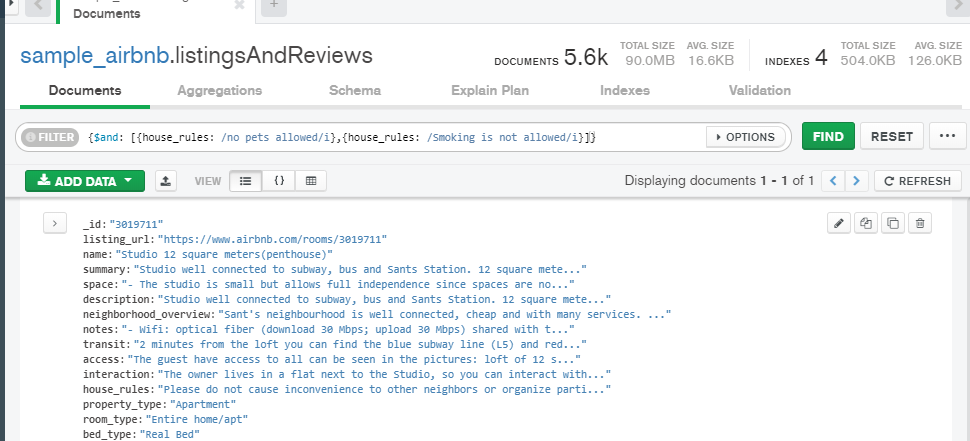 Documents
sample_airbnb.listingsAndReviews
DOCUMENTS 5.6k TOTAL SIZE 90.0MB AVG. SIZE 16.6KB INDEXES 4 TOTAL SIZE 504.0KB AVG. SIZE 126.0KB
Documents Aggregations Schema Explain Plan Indexes Validation
FILTER {$and: [{house_rules: /no pets allowed/i},{house_rules: /Smoking is not allowed/i}]} OPTIONS FIND RESET ...
ADD DATA VIEW {} Displaying documents 1 - 1 of 1 < > REFRESH
_id: "3019711"
listing_url: "https://www.airbnb.com/rooms/3019711"
name: "Studio 12 square meters(penthouse)"
summary: "Studio well connected to subway, bus and Sants Station. 12 square mete..."
space: "- The studio is small but allows full independence since spaces are no..."
description: "Studio well connected to subway, bus and Sants Station. 12 square mete..."
neighborhood_overview: "Sant's neighbourhood is well connected, cheap and with many services. ..."
notes: "- Wifi: optical fiber (download 30 Mbps; upload 30 Mbps) shared with t..."
transit: "2 minutes from the loft you can find the blue subway line (L5) and red..."
access: "The guest have access to all can be seen in the pictures: loft of 12 s..."
interaction: "The owner lives in a flat next to the Studio, so you can interact with..."
house_rules: "Please do not cause inconvenience to other neighbors or organize parti..."
property_type: "Apartment"
room_type: "Entire home/apt"
bed_type: "Real Bed"